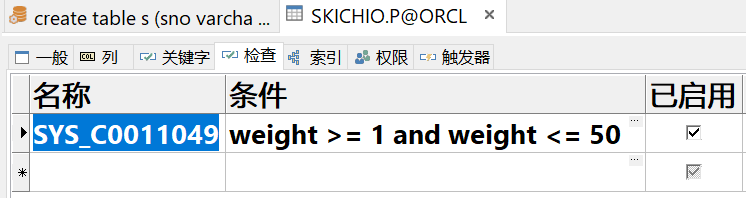 create table s (sno varcha ...
SKICHIO.P@ORCL
一般 列 关键字 检查 索引 权限 触发器
名称 条件 已启用
SYS_C0011049 weight >= 1 and weight <= 50 ...
* ...